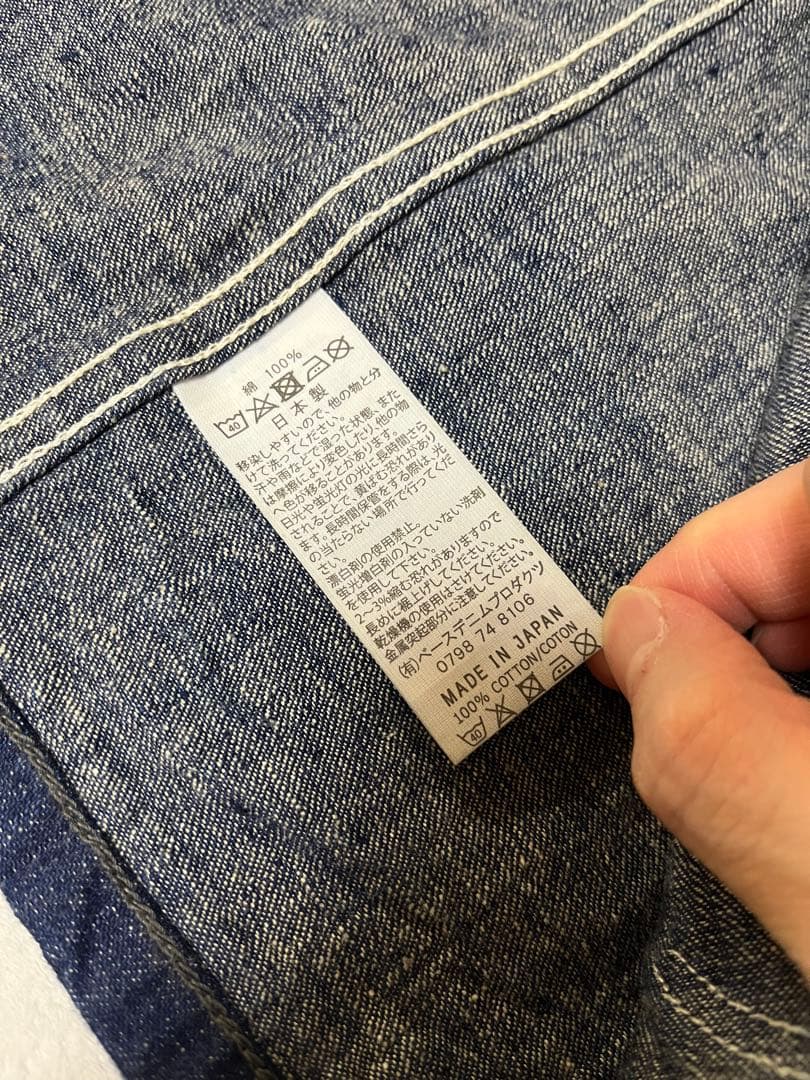 綿 100%
40
日本製
移染しやすいので、他の物と分
けて洗ってください。
汗や雨などで湿った状態、また
は摩擦により変色したり、他の物
へ色が移ることがあります。
日光や蛍光灯の光に長時間さら
されることで、黄ばむ恐れがあり
ます。長時間保管をする際は、光
の当たらない場所で行ってくだ
さい。
漂白剤の使用禁止。
蛍光増白剤の入っていない洗剤
を使用して下さい。
2~3%縮む恐れがありますので
長めに裾上げしてください。
乾燥機の使用はさけてください。
金属突起部分に注意してください。
(有)ベースデニムプロダクツ
0798 74 8106
MADE IN JAPAN
100% COTTON/COTON
40